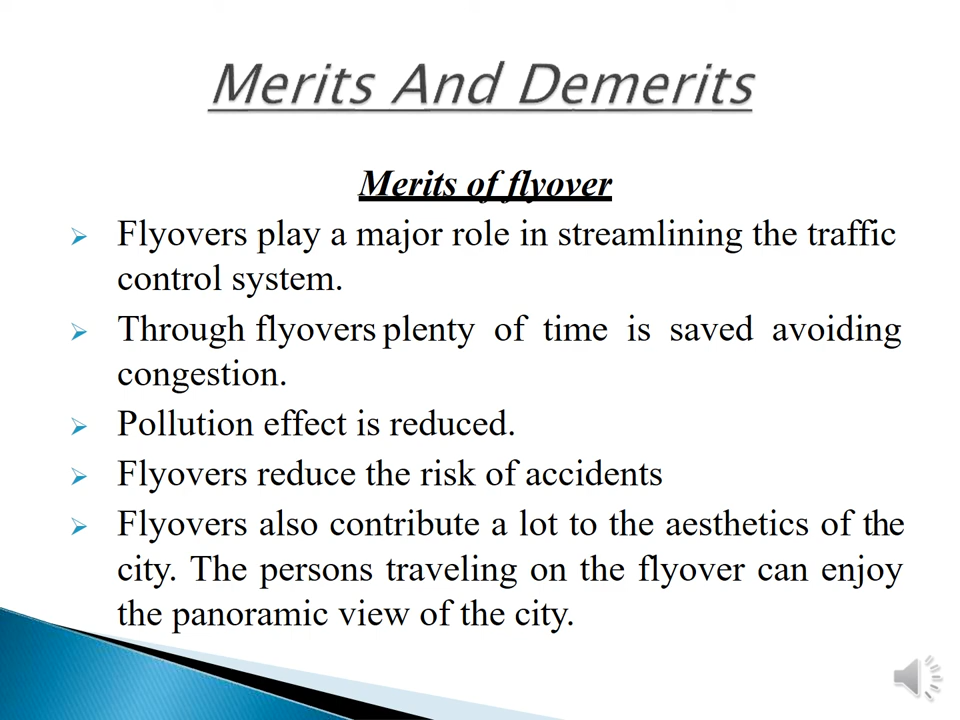 Merits And Demerits
Merits of flyover
Flyovers play a major role in streamlining the traffic
control system.
Through flyovers plenty of time is saved avoiding
congestion.
Pollution effect is reduced.
Flyovers reduce the risk of accidents
Flyovers also contribute a lot to the aesthetics of the
city. The persons traveling on the flyover can enjoy
the panoramic view of the city.